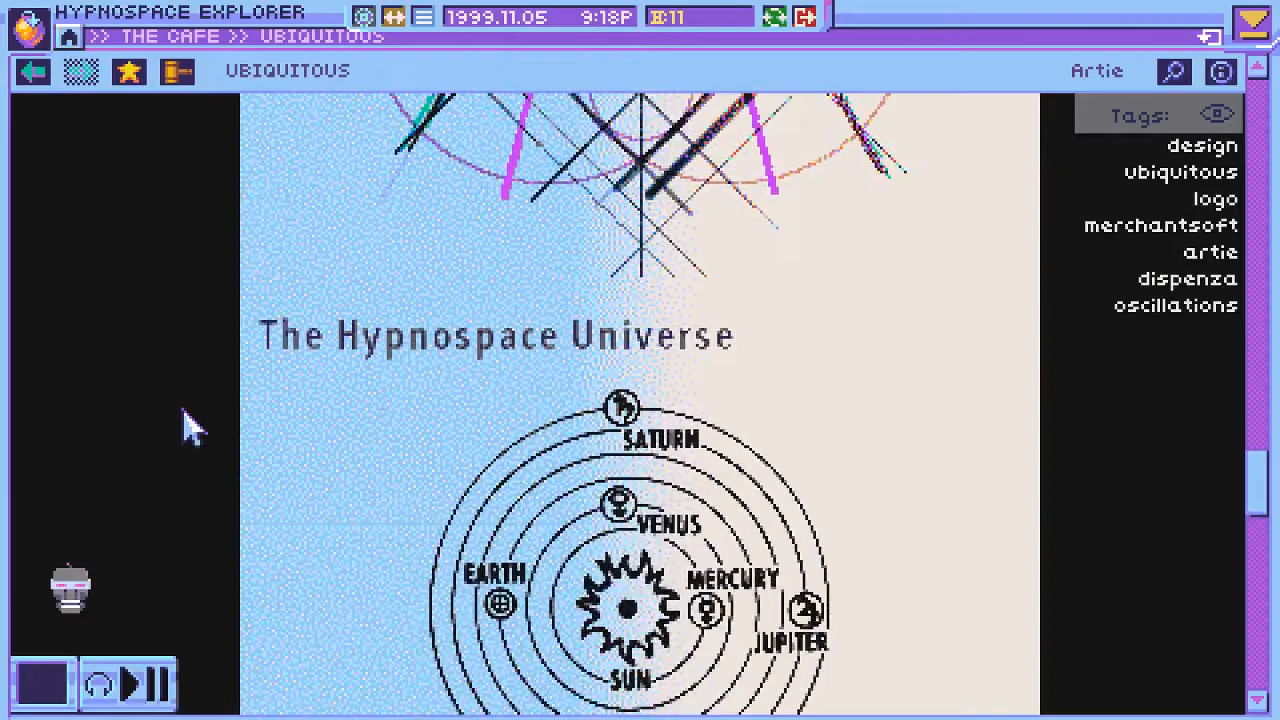 HYPNOSPACE EXPLORER
1999.11.05 9:18P
11
>> THE CAFE >> UBIQUITOUS
UBIQUITOUS
Artie
Tags:
design
ubiquitous
logo
merchantsoft
artie
dispenza
oscillations
The Hypnospace Universe
SATURN
VENUS
EARTH
MERCURY
JUPITER
SUN